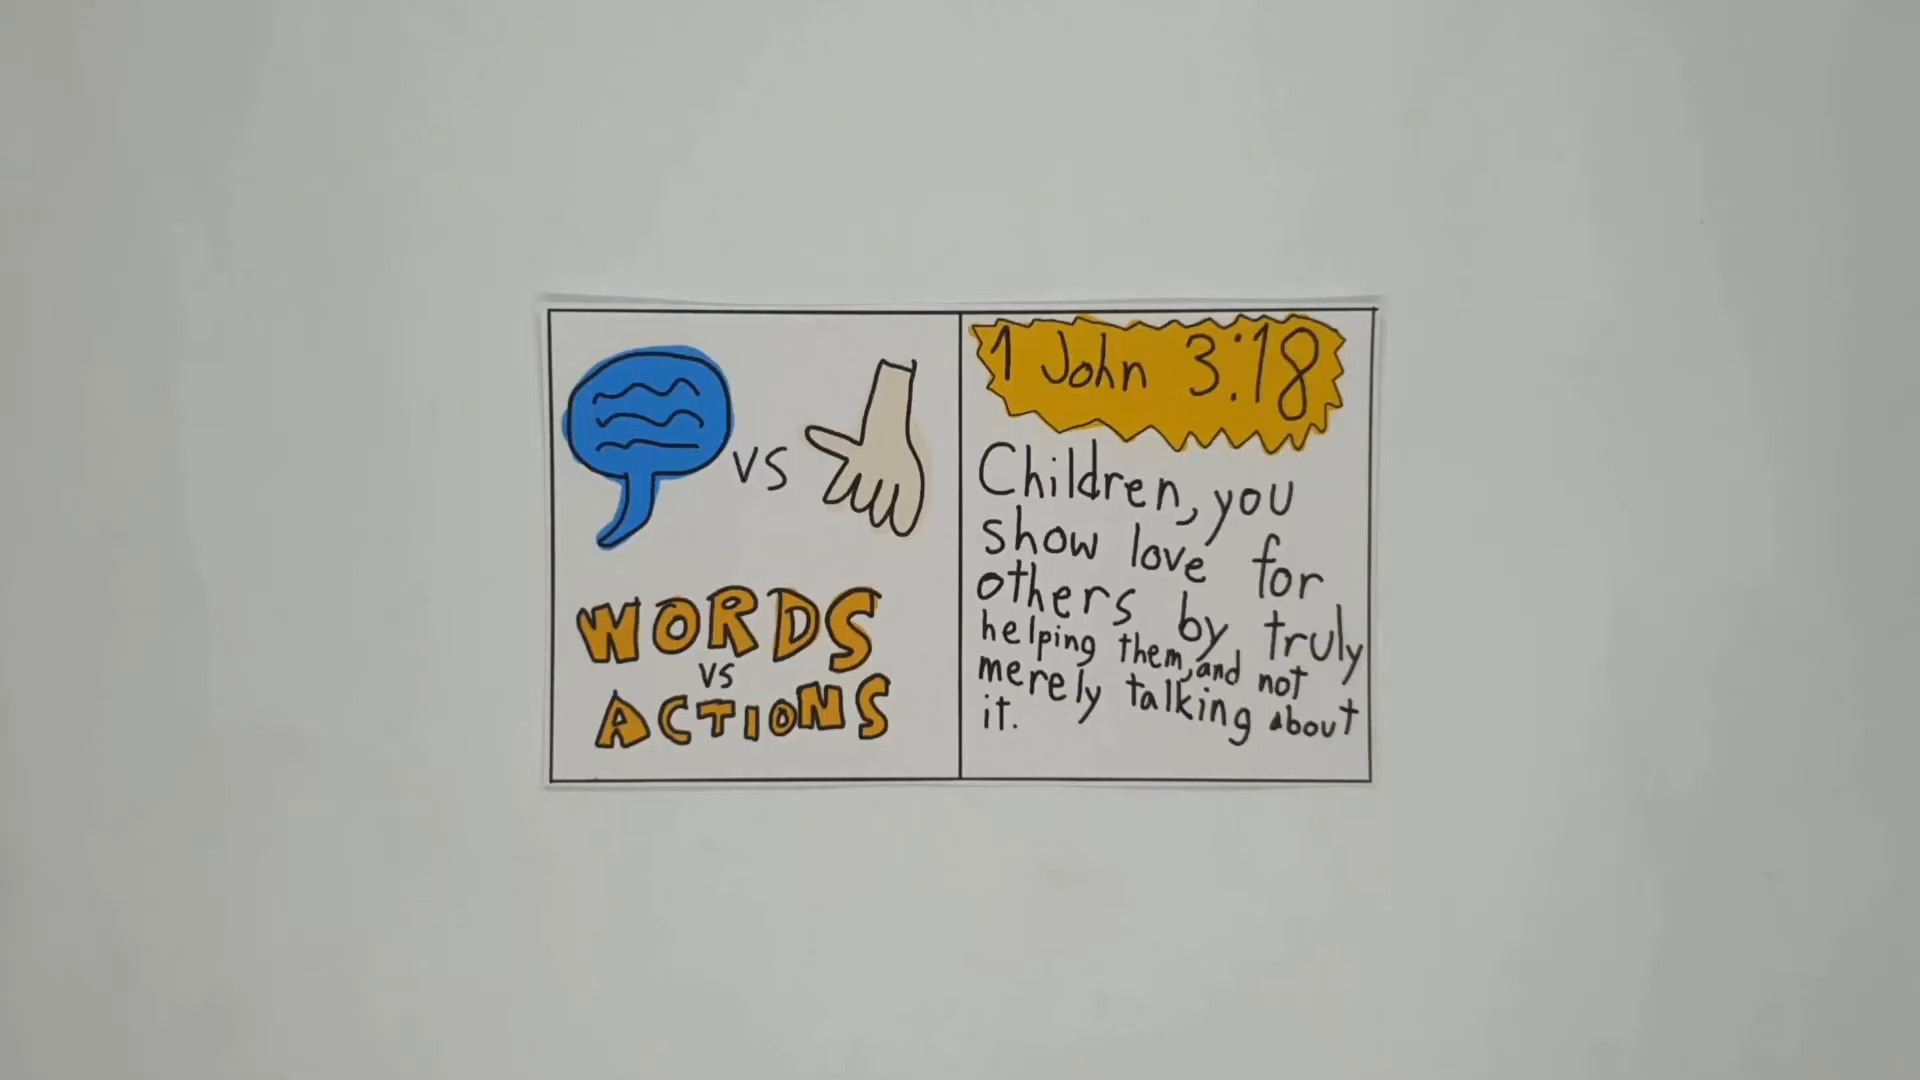 VS
WORDS
VS
ACTIONS
1 John 3:18
Children, you
show love for
others by truly
helping them, and not
merely talking about
it.